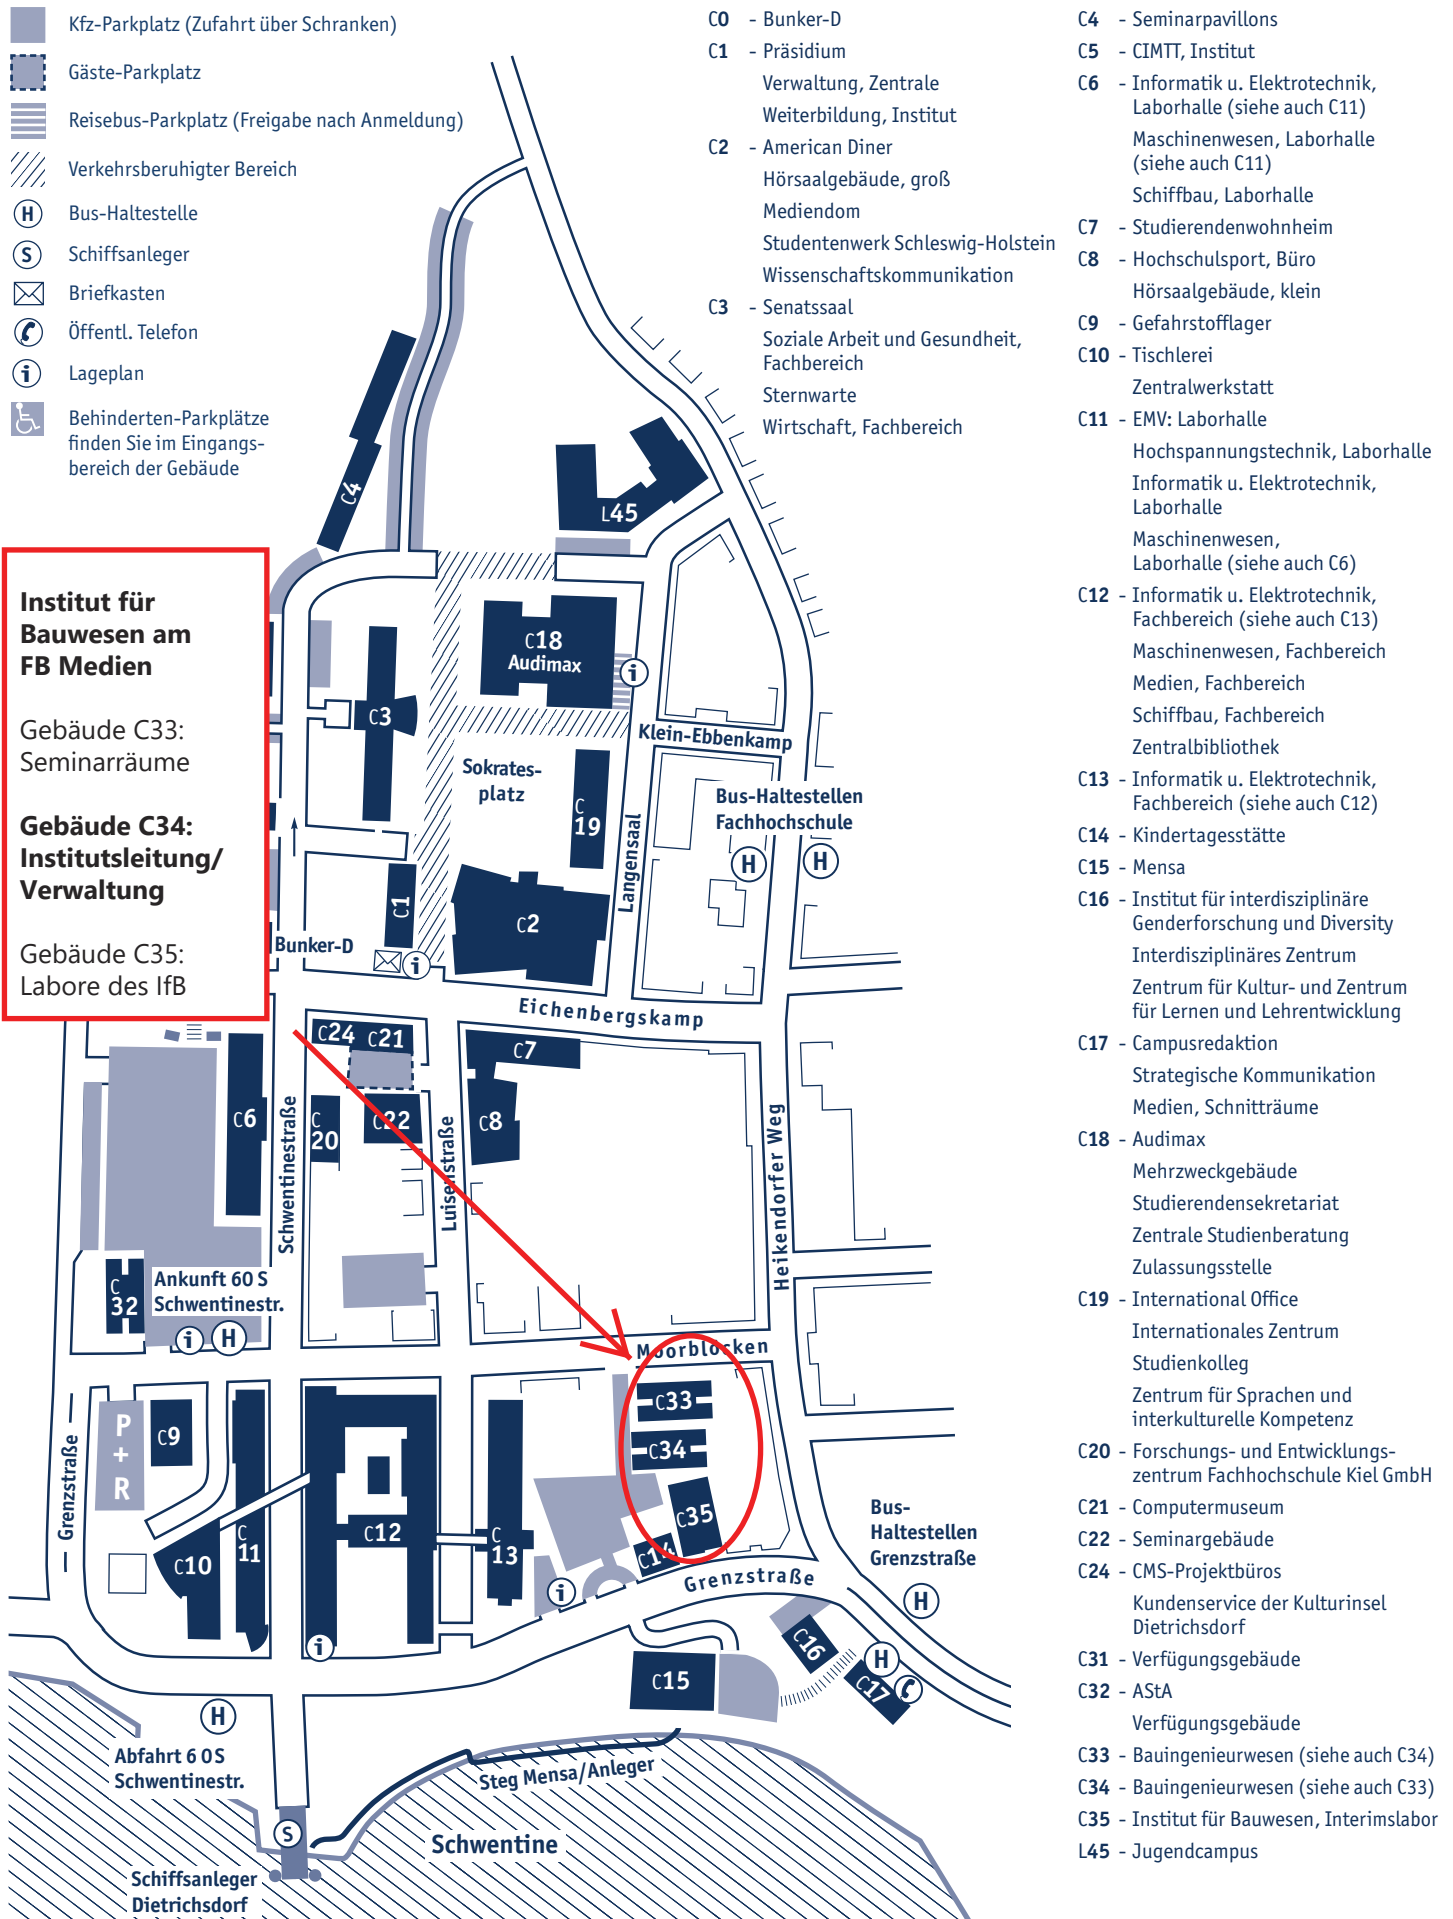 Kfz-Parkplatz (Zufahrt über Schranken)
Gäste-Parkplatz
Reisebus-Parkplatz (Freigabe nach Anmeldung)
Verkehrsberuhigter Bereich
H Bus-Haltestelle
S Schiffsanleger
Briefkasten
Öffentl. Telefon
i Lageplan
Behinderten-Parkplätze
finden Sie im Eingangs-
bereich der Gebäude
C0 - Bunker-D
C1 - Präsidium
Verwaltung, Zentrale
Weiterbildung, Institut
C2 - American Diner
Hörsaalgebäude, groß
Mediendom
Studentenwerk Schleswig-Holstein
Wissenschaftskommunikation
C3 - Senatssaal
Soziale Arbeit und Gesundheit,
Fachbereich
Sternwarte
Wirtschaft, Fachbereich
C4 - Seminarpavillons
C5 - CIMTT, Institut
C6 - Informatik u. Elektrotechnik,
Laborhalle (siehe auch C11)
Maschinenwesen, Laborhalle
(siehe auch C11)
Schiffbau, Laborhalle
C7 - Studierendenwohnheim
C8 - Hochschulsport, Büro
Hörsaalgebäude, klein
C9 - Gefahrstofflager
C10 - Tischlerei
Zentralwerkstatt
C11 - EMV: Laborhalle
Hochspannungstechnik, Laborhalle
Informatik u. Elektrotechnik,
Laborhalle
Maschinenwesen,
Laborhalle (siehe auch C6)
C12 - Informatik u. Elektrotechnik,
Fachbereich (siehe auch C13)
Maschinenwesen, Fachbereich
Medien, Fachbereich
Schiffbau, Fachbereich
Zentralbibliothek
C13 - Informatik u. Elektrotechnik,
Fachbereich (siehe auch C12)
C14 - Kindertagesstätte
C15 - Mensa
C16 - Institut für interdisziplinäre
Genderforschung und Diversity
Interdisziplinäres Zentrum
Zentrum für Kultur- und Zentrum
für Lernen und Lehrentwicklung
C17 - Campusredaktion
Strategische Kommunikation
Medien, Schnitträume
C18 - Audimax
Mehrzweckgebäude
Studierendensekretariat
Zentrale Studienberatung
Zulassungsstelle
C19 - International Office
Internationales Zentrum
Studienkolleg
Zentrum für Sprachen und
interkulturelle Kompetenz
C20 - Forschungs- und Entwicklungs-
zentrum Fachhochschule Kiel GmbH
C21 - Computermuseum
C22 - Seminargebäude
C24 - CMS-Projektbüros
Kundenservice der Kulturinsel
Dietrichsdorf
C31 - Verfügungsgebäude
C32 - AStA
Verfügungsgebäude
C33 - Bauingenieurwesen (siehe auch C34)
C34 - Bauingenieurwesen (siehe auch C33)
C35 - Institut für Bauwesen, Interimslabor
L45 - Jugendcampus
Institut für
Bauwesen am
FB Medien
Gebäude C33:
Seminarräume
Gebäude C34:
Institutsleitung/
Verwaltung
Gebäude C35:
Labore des IfB
C4
L45
C18
Audimax
i
C3
Klein-Ebbenkamp
Sokrates-
platz
C
19
Langensaal
Bus-Haltestellen
Fachhochschule
H
H
C1
C2
Bunker-D
i
Eichenbergskamp
C24
C21
C7
C6
C
20
C22
C8
Schwentinestraße
Luisenstraße
Heikendorfer Weg
C
32
Ankunft 60 S
Schwentinestr.
i
H
Moorblöcken
C33
C34
C35
C14
P
+
R
C9
Grenzstraße
C10
C
11
C12
C
13
i
i
Grenzstraße
Bus-
Haltestellen
Grenzstraße
H
H
C16
C17
C15
H
Abfahrt 60S
Schwentinestr.
Steg Mensa/Anleger
S
Schwentine
Schiffsanleger
Dietrichsdorf